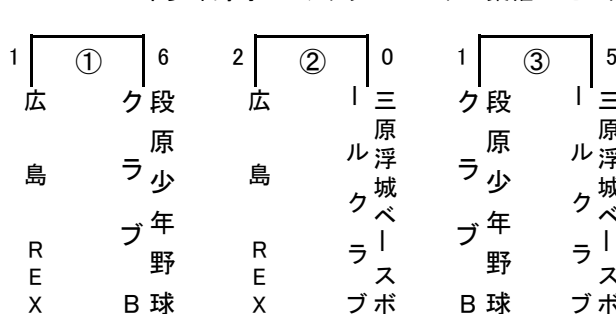 1 ① 6 2 ② 0 1 ③ 5
広島REX
段原少年野球
クラブB
広島REX
三原浮城ベースボ
ールクラブ
段原少年野球
クラブB
三原浮城ベースボ
ールクラブ